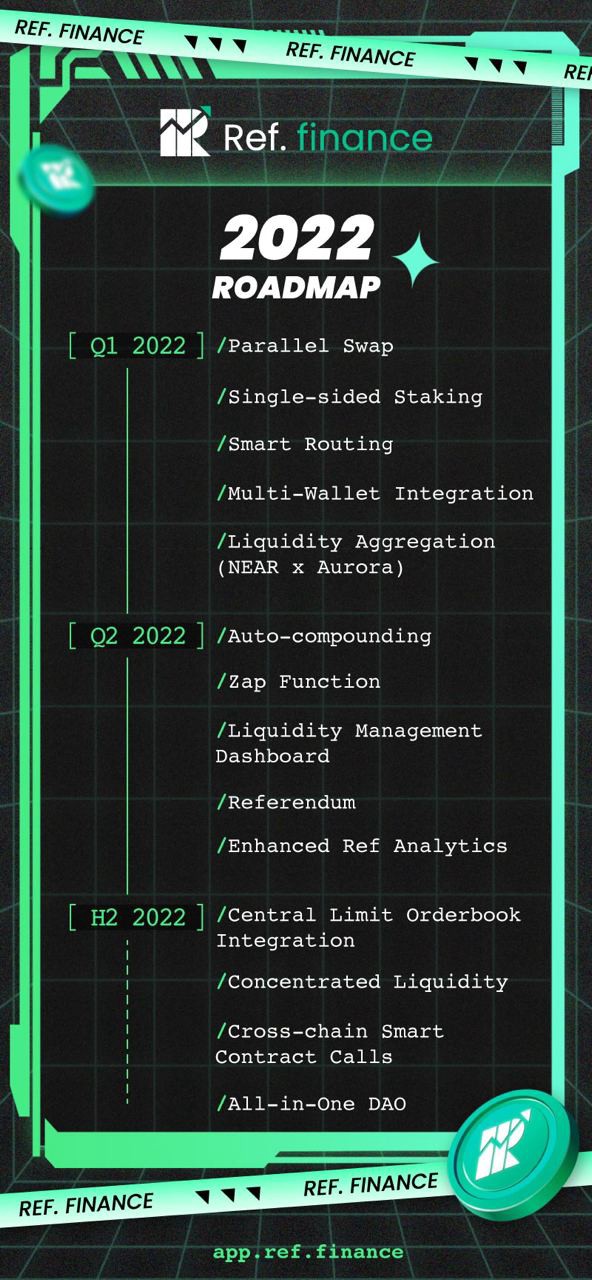 REF. FINANCE REF. FINANCE REF
Ref. finance
2022
ROADMAP
[ Q1 2022 ] /Parallel Swap
/Single-sided Staking
/Smart Routing
/Multi-Wallet Integration
/Liquidity Aggregation
(NEAR x Aurora)
[ Q2 2022 ] /Auto-compounding
/Zap Function
/Liquidity Management
Dashboard
/Referendum
/Enhanced Ref Analytics
[ H2 2022 ] /Central Limit Orderbook
Integration
/Concentrated Liquidity
/Cross-chain Smart
Contract Calls
/All-in-One DAO
REF. FINANCE REF. FINANCE
app.ref.finance